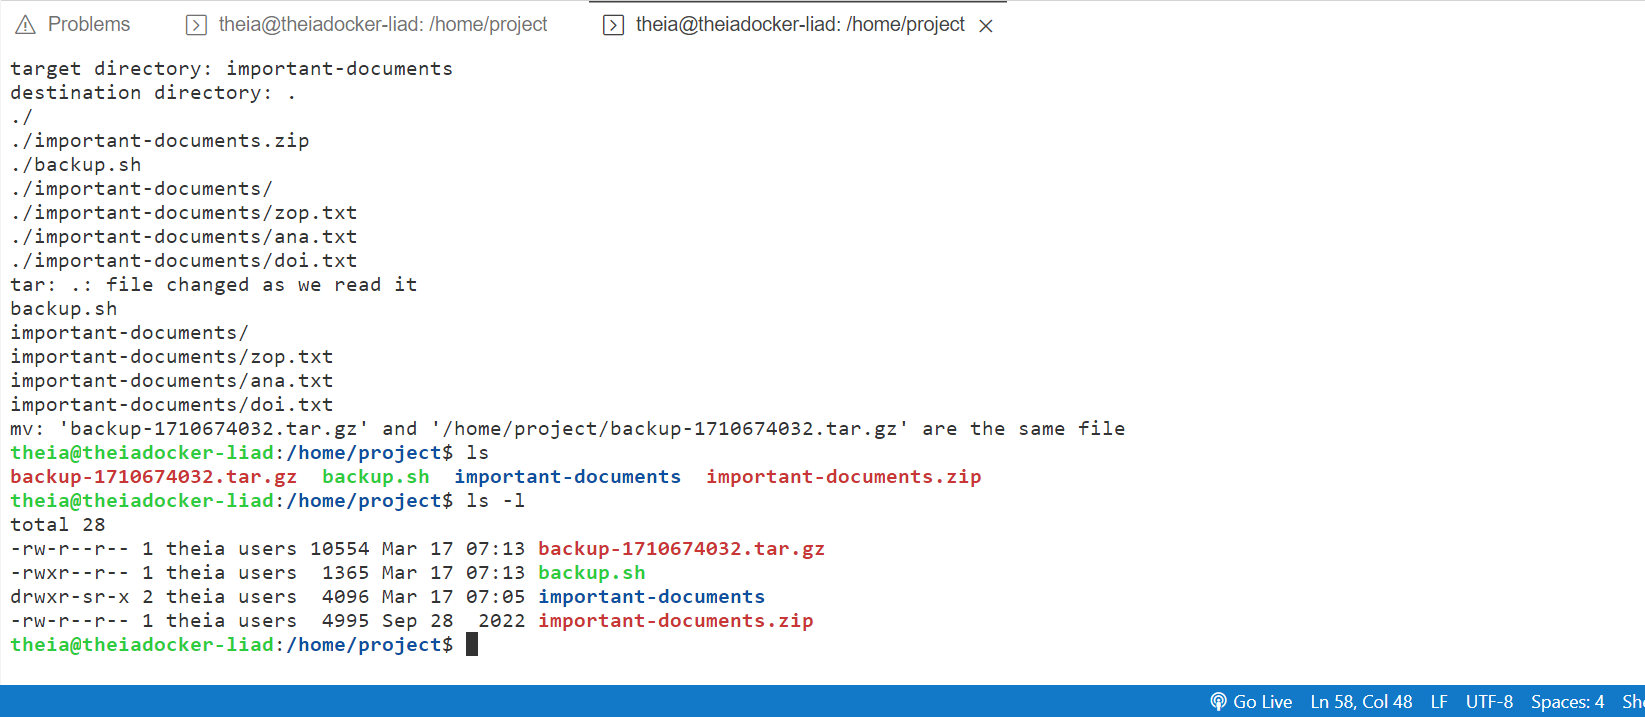 Problems theia@theiadocker-liad: /home/project theia@theiadocker-liad: /home/project
target directory: important-documents
destination directory: .
./
./important-documents.zip
./backup.sh
./important-documents/
./important-documents/zop.txt
./important-documents/ana.txt
./important-documents/doi.txt
tar: .: file changed as we read it
backup.sh
important-documents/
important-documents/zop.txt
important-documents/ana.txt
important-documents/doi.txt
mv: 'backup-1710674032.tar.gz' and '/home/project/backup-1710674032.tar.gz' are the same file
theia@theiadocker-liad:/home/project$ ls
backup-1710674032.tar.gz  backup.sh  important-documents  important-documents.zip
theia@theiadocker-liad:/home/project$ ls -l
total 28
-rw-r--r-- 1 theia users 10554 Mar 17 07:13 backup-1710674032.tar.gz
-rwxr--r-- 1 theia users  1365 Mar 17 07:13 backup.sh
drwxr-sr-x 2 theia users  4096 Mar 17 07:05 important-documents
-rw-r--r-- 1 theia users  4995 Sep 28  2022 important-documents.zip
theia@theiadocker-liad:/home/project$
Go Live Ln 58, Col 48 LF UTF-8 Spaces: 4